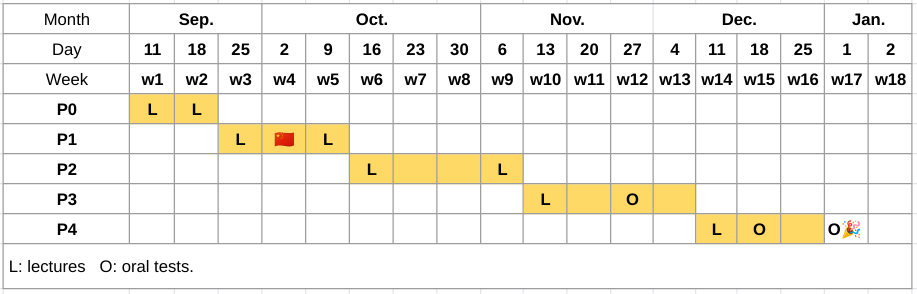 Month Sep. Oct. Nov. Dec. Jan.
Day 11 18 25 2 9 16 23 30 6 13 20 27 4 11 18 25 1 2
Week w1 w2 w3 w4 w5 w6 w7 w8 w9 w10 w11 w12 w13 w14 w15 w16 w17 w18
P0 L L
P1 L 🇨🇳 L
P2 L L
P3 L O
P4 L O O🎉
L: lectures O: oral tests.